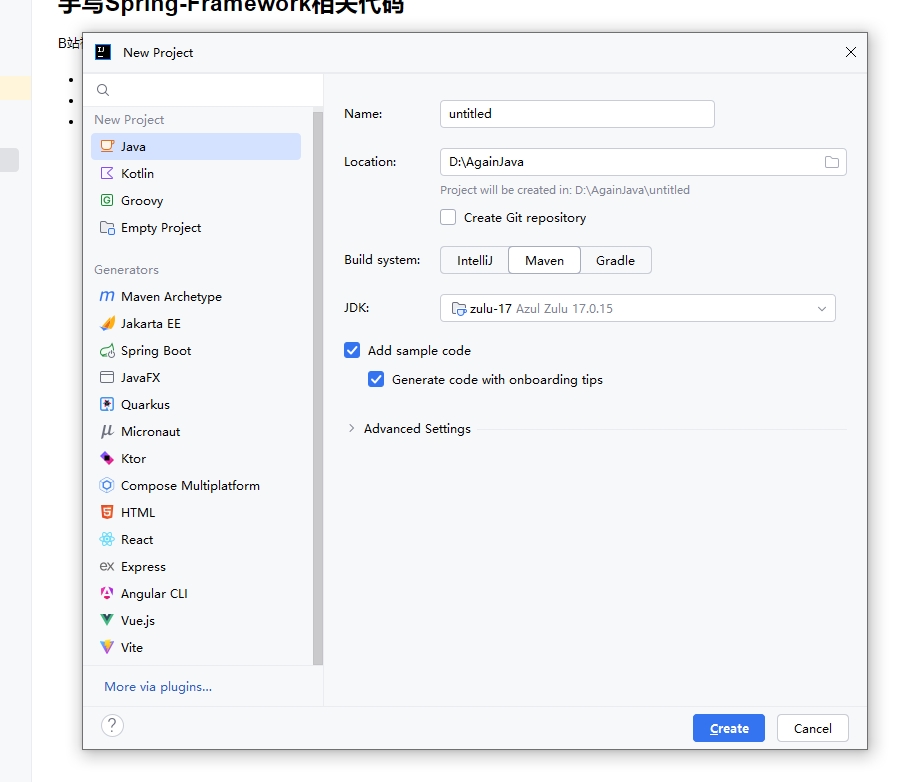 手写Spring-Framework相关代码
B站
New Project
New Project
Java
Kotlin
Groovy
Empty Project
Generators
Maven Archetype
Jakarta EE
Spring Boot
JavaFX
Quarkus
Micronaut
Ktor
Compose Multiplatform
HTML
React
Express
Angular CLI
Vue.js
Vite
More via plugins...
Name: untitled
Location: D:\AgainJava
Project will be created in: D:\AgainJava\untitled
Create Git repository
Build system: IntelliJ Maven Gradle
JDK: zulu-17 Azul Zulu 17.0.15
Add sample code
Generate code with onboarding tips
Advanced Settings
? Create Cancel